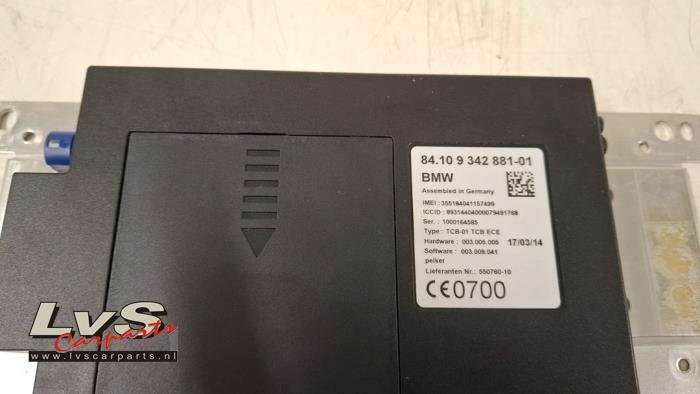 84.10 9 342 881-01
BMW
Assembled in Germany
IMEI : 355184041157499
ICCID : 89314404000079491768
Ser. : 1000164585
Type : TCB-01 TCB ECE
Hardware : 003.005.005 17/03/14
Software : 003.009.041
peiker
Lieferanten Nr.: 550760-10
CE0700
LvS
Carparts
www.lvscarparts.nl